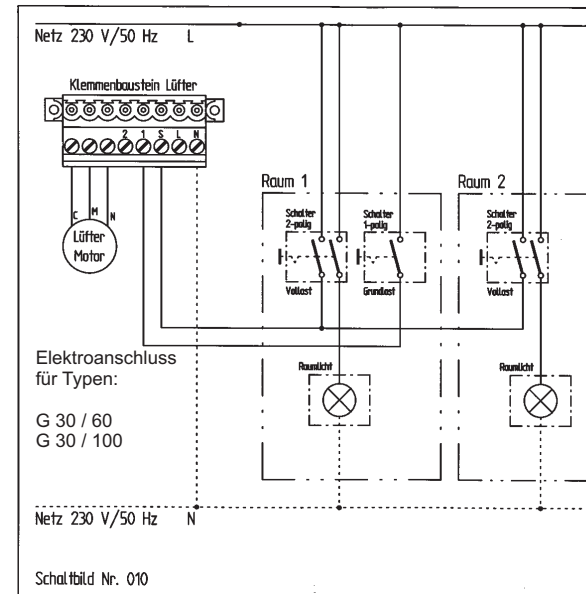 Netz 230 V/50 Hz L
Klemmenbaustein Lüfter
2 1 S L N
C M N
Lüfter
Motor
Raum 1
Schalter
2-polig
Vollast
Schalter
1-polig
Grundlast
Raumlicht
Raum 2
Schalter
2-polig
Vollast
Raumlicht
Elektroanschluss
für Typen:
G 30 / 60
G 30 / 100
Netz 230 V/50 Hz N
Schaltbild Nr. 010